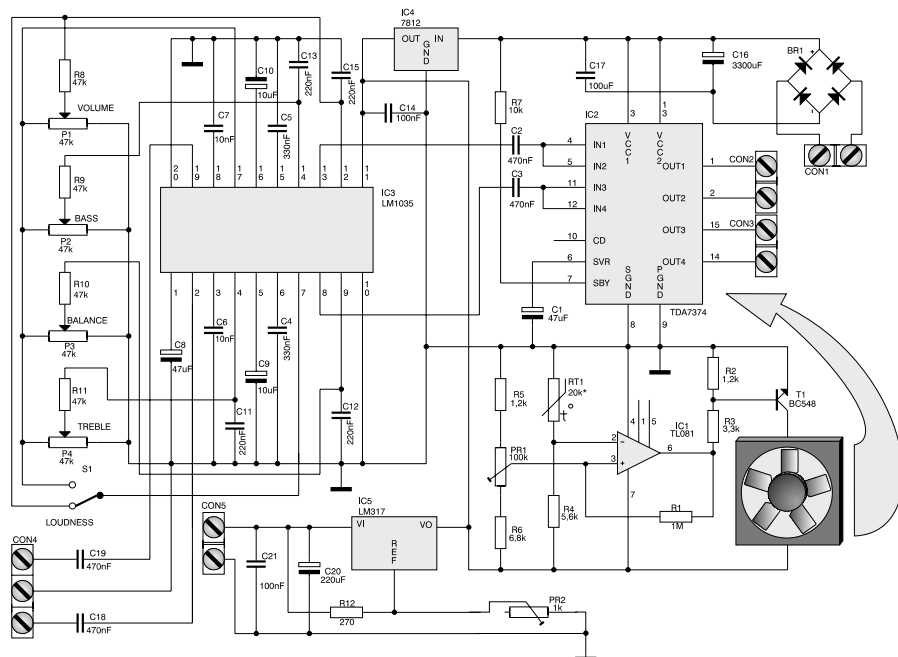 IC4
7812
OUT
IN
GND
C10
10uF
C13
220nF
C15
220nF
C17
100uF
C16
3300uF
BR1
+
-
R8
47k
VOLUME
P1
47k
C7
10nF
C5
330nF
C14
100nF
R7
10k
IC2
3
13
VCC1
VCC2
C2
470nF
4
IN1
5
IN2
OUT1
1
CON2
C3
470nF
11
IN3
12
IN4
OUT2
2
CON1
R9
47k
BASS
P2
47k
20
19
18
17
16
15
14
13
12
11
IC3
LM1035
10
CD
OUT3
15
CON3
6
SVR
OUT4
14
7
SBY
SGND
PGND
TDA7374
R10
47k
BALANCE
P3
47k
1
2
3
4
5
6
7
8
9
10
C1
47uF
8
9
C8
47uF
C6
10nF
C4
330nF
C9
10uF
R11
47k
TREBLE
P4
47k
C11
220nF
C12
220nF
R5
1,2k
RT1
20k*
t
R2
1,2k
T1
BC548
R3
3,3k
PR1
100k
4
1
5
IC1
TL081
2
-
3
+
6
7
R4
5,6k
R6
6,8k
R1
1M
S1
LOUDNESS
CON4
CON5
IC5
LM317
VI
VO
REF
C19
470nF
C21
100nF
C20
220uF
C18
470nF
R12
270
PR2
1k